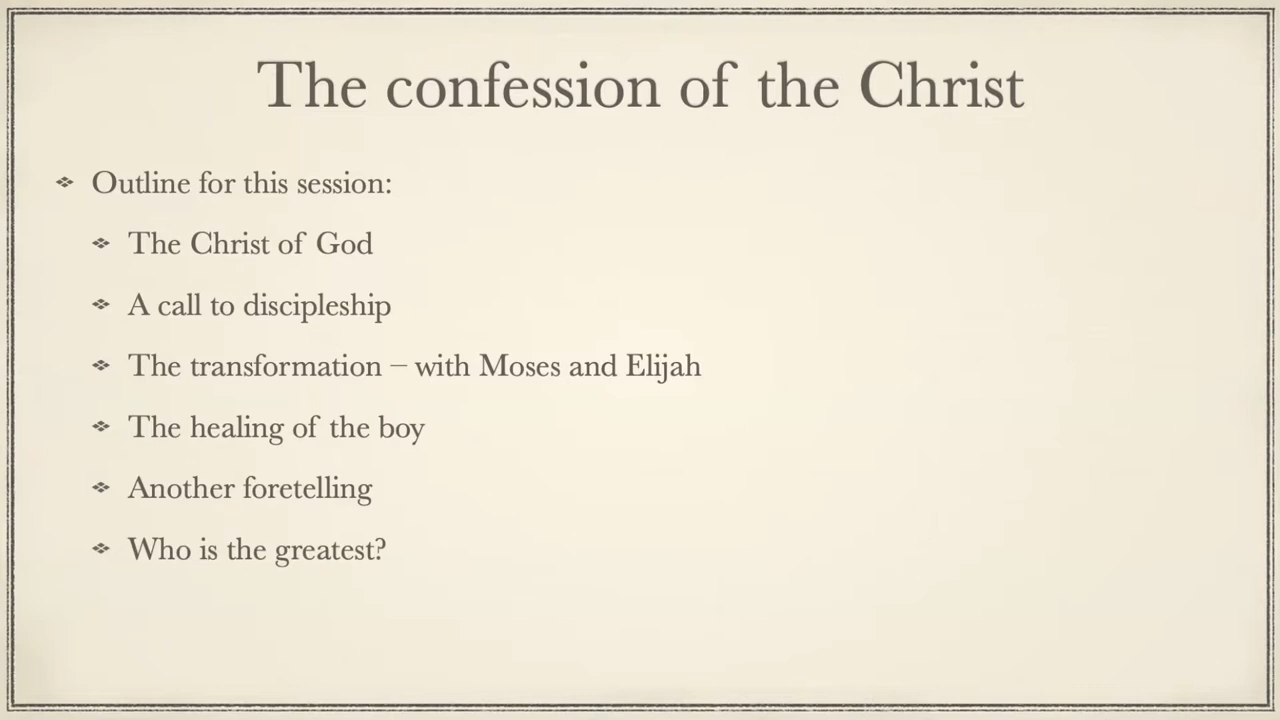 The confession of the Christ
Outline for this session:
The Christ of God
A call to discipleship
The transformation – with Moses and Elijah
The healing of the boy
Another foretelling
Who is the greatest?